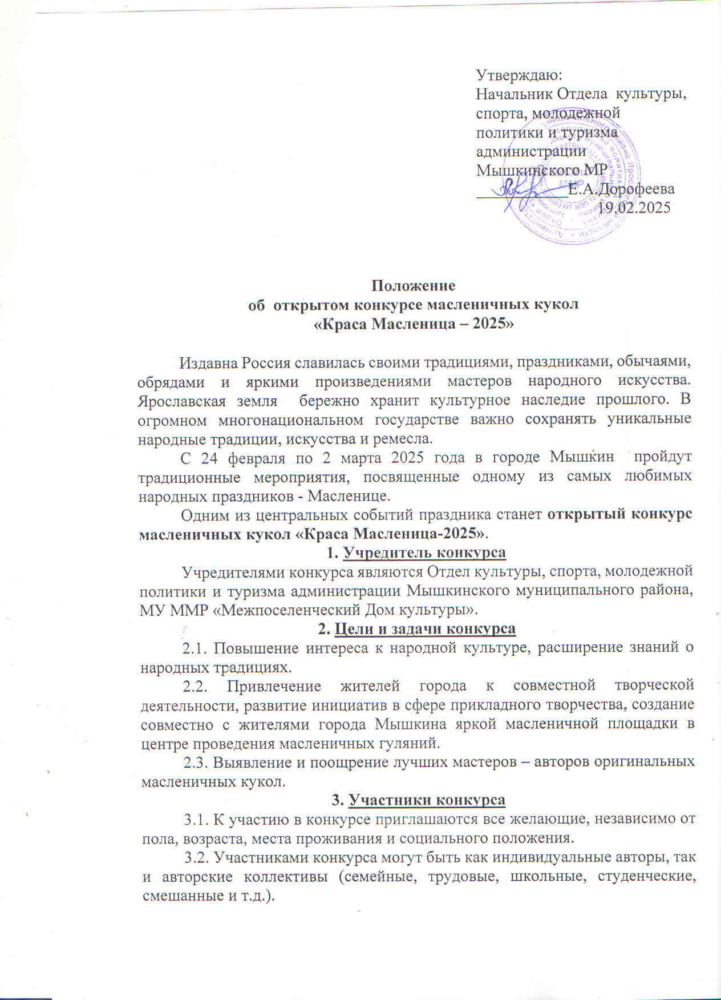 Утверждаю:
Начальник Отдела культуры,
спорта, молодежной
политики и туризма
администрации
Мышкинского МР
___________Е.А.Дорофеева
19.02.2025
Положение
об открытом конкурсе масленичных кукол
«Краса Масленица – 2025»
Издавна Россия славилась своими традициями, праздниками, обычаями,
обрядами и яркими произведениями мастеров народного искусства.
Ярославская земля бережно хранит культурное наследие прошлого. В
огромном многонациональном государстве важно сохранять уникальные
народные традиции, искусства и ремесла.
С 24 февраля по 2 марта 2025 года в городе Мышкин пройдут
традиционные мероприятия, посвященные одному из самых любимых
народных праздников - Масленице.
Одним из центральных событий праздника станет открытый конкурс
масленичных кукол «Краса Масленица-2025».
1. Учредитель конкурса
Учредителями конкурса являются Отдел культуры, спорта, молодежной
политики и туризма администрации Мышкинского муниципального района,
МУ ММР «Межпоселенческий Дом культуры».
2. Цели и задачи конкурса
2.1. Повышение интереса к народной культуре, расширение знаний о
народных традициях.
2.2. Привлечение жителей города к совместной творческой
деятельности, развитие инициатив в сфере прикладного творчества, создание
совместно с жителями города Мышкина яркой масленичной площадки в
центре проведения масленичных гуляний.
2.3. Выявление и поощрение лучших мастеров – авторов оригинальных
масленичных кукол.
3. Участники конкурса
3.1. К участию в конкурсе приглашаются все желающие, независимо от
пола, возраста, места проживания и социального положения.
3.2. Участниками конкурса могут быть как индивидуальные авторы, так
и авторские коллективы (семейные, трудовые, школьные, студенческие,
смешанные и т.д.).